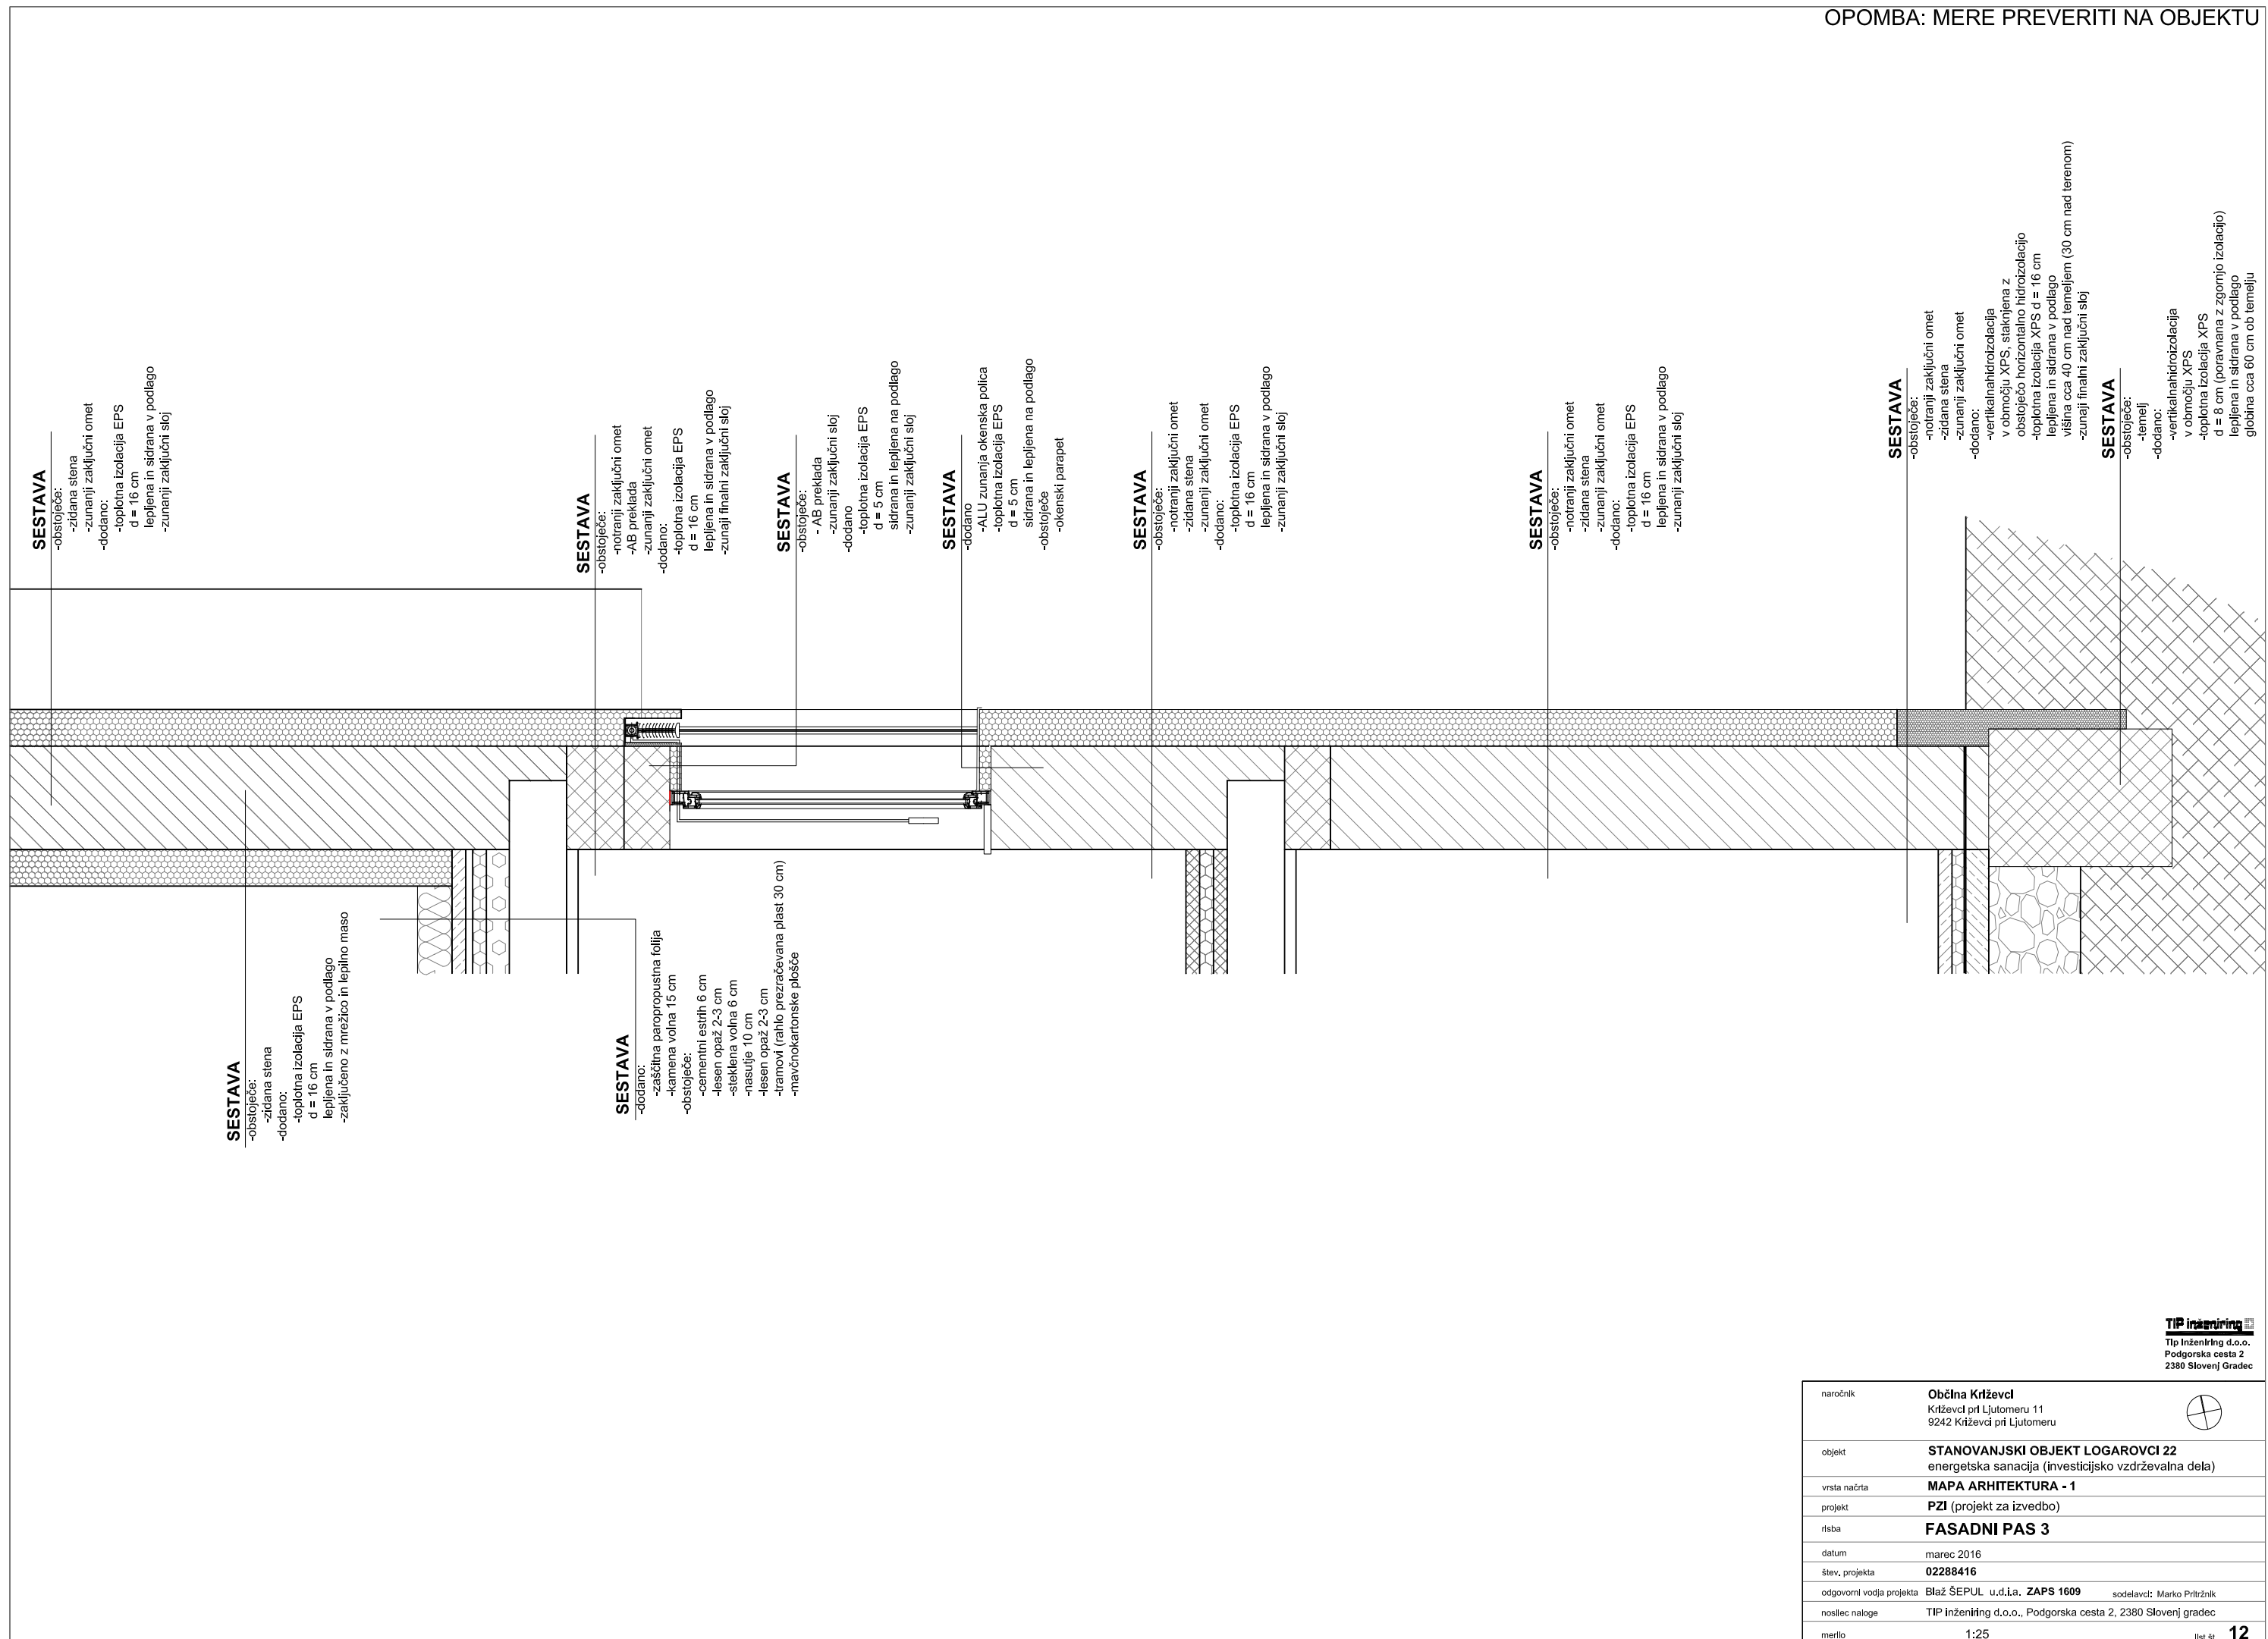 OPOMBA: MERE PREVERITI NA OBJEKTU
SESTAVA
-obstoječe:
-zidana stena
-zunanji zaključni omet
-dodano:
-toplotna izolacija EPS
d = 16 cm
lepljena in sidrana v podlago
-zunanji zaključni sloj
SESTAVA
-obstoječe:
-notranji zaključni omet
-AB preklada
-zunanji zaključni omet
-dodano:
-toplotna izolacija EPS
d = 16 cm
lepljena in sidrana v podlago
-zunaji finalni zaključni sloj
SESTAVA
-obstoječe:
- AB preklada
-zunanji zaključni sloj
-dodano
-toplotna izolacija EPS
d = 5 cm
sidrana in lepljena na podlago
-zunanji zaključni sloj
SESTAVA
-dodano
-ALU zunanja okenska polica
-toplotna izolacija EPS
d = 5 cm
sidrana in lepljena na podlago
-obstoječe
-okenski parapet
SESTAVA
-obstoječe:
-notranji zaključni omet
-zidana stena
-zunanji zaključni omet
-dodano:
-toplotna izolacija EPS
d = 16 cm
lepljena in sidrana v podlago
-zunanji zaključni sloj
SESTAVA
-obstoječe:
-notranji zaključni omet
-zidana stena
-zunanji zaključni omet
-dodano:
-toplotna izolacija EPS
d = 16 cm
lepljena in sidrana v podlago
-zunanji zaključni sloj
SESTAVA
-obstoječe:
-notranji zaključni omet
-zidana stena
-zunanji zaključni omet
-dodano:
-vertikalnahidroizolacija
v območju XPS, staknjena z
obstoječo horizontalno hidroizolacijo
-toplotna izolacija XPS d = 16 cm
lepljena in sidrana v podlago
višina cca 40 cm nad temeljem (30 cm nad terenom)
-zunaji finalni zaključni sloj
SESTAVA
-obstoječe:
-temelj
-dodano:
-vertikalnahidroizolacija
v območju XPS
-toplotna izolacija XPS
d = 8 cm (poravnana z zgornjo izolacijo)
lepljena in sidrana v podlago
globina cca 60 cm ob temelju
SESTAVA
-obstoječe:
-zidana stena
-dodano:
-toplotna izolacija EPS
d = 16 cm
lepljena in sidrana v podlago
-zaključeno z mrežico in lepilno maso
SESTAVA
-dodano:
-zaščitna paropropustna folija
-kamena volna 15 cm
-obstoječe:
-cementni estrih 6 cm
-lesen opaž 2-3 cm
-steklena volna 6 cm
-nasutje 10 cm
-lesen opaž 2-3 cm
-tramovi (rahlo prezračevana plast 30 cm)
-mavčnokartonske plošče
TIP inženiring
Tip inženiring d.o.o.
Podgorska cesta 2
2380 Slovenj Gradec
naročnik Občina Križevci
Križevci pri Ljutomeru 11
9242 Križevci pri Ljutomeru
objekt STANOVANJSKI OBJEKT LOGAROVCI 22
energetska sanacija (investicijsko vzdrževalna dela)
vrsta načrta MAPA ARHITEKTURA - 1
projekt PZI (projekt za izvedbo)
risba FASADNI PAS 3
datum marec 2016
štev. projekta 02288416
odgovorni vodja projekta Blaž ŠEPUL u.d.i.a. ZAPS 1609 sodelavci: Marko Pritržnik
nosilec naloge TIP inženiring d.o.o., Podgorska cesta 2, 2380 Slovenj gradec
merilo 1:25 list št. 12